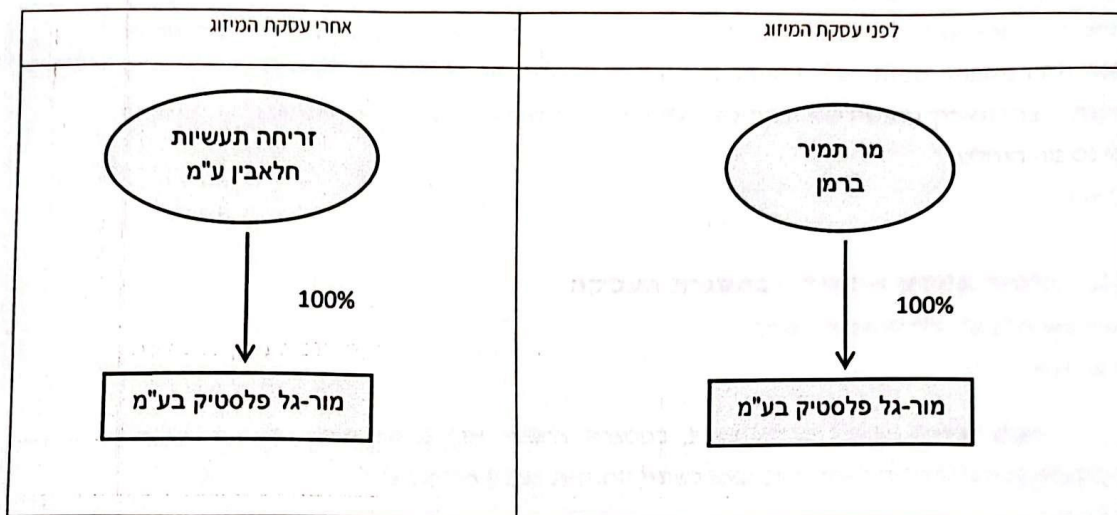 לפני עסקת המיזוג
אחרי עסקת המיזוג
מר תמיר
ברמן
100%
מור-גל פלסטיק בע"מ
זריחה תעשיות
חלאבין ע"מ
100%
מור-גל פלסטיק בע"מ